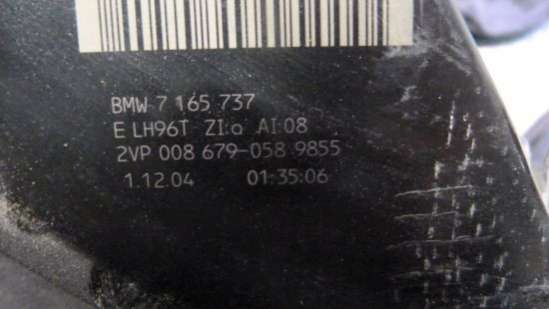 BMW 7 165 737
E LH96T ZI:o AI:08
2VP 008 679-058 9855
1.12.04 01:35:06